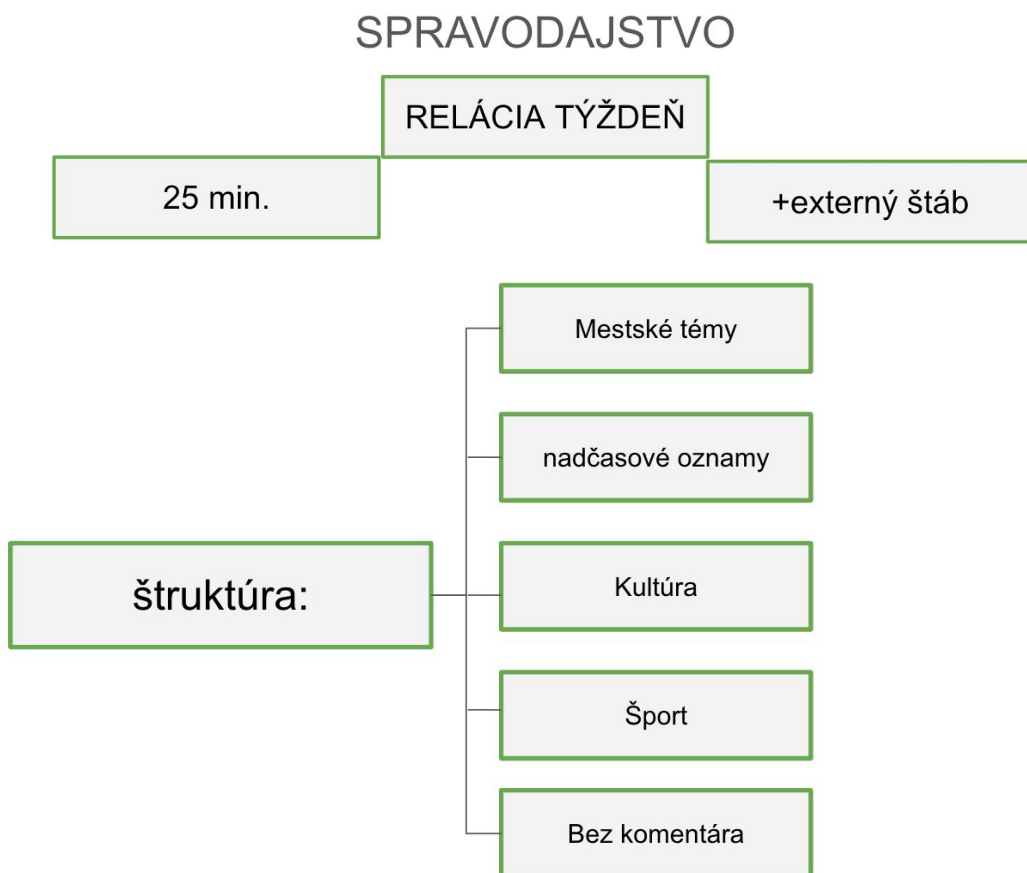 SPRAVODAJSTVO
RELÁCIA TÝŽDEŇ
25 min.
+externý štáb
Mestské témy
nadčasové oznamy
štruktúra:
Kultúra
Šport
Bez komentára